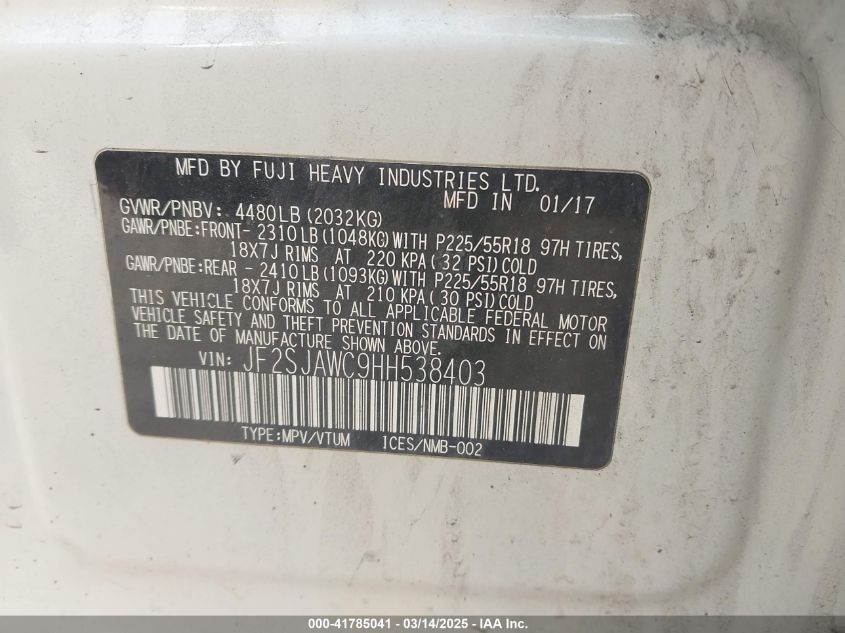 MFD BY FUJI HEAVY INDUSTRIES LTD.
MFD IN 01/17
GVWR/PNBV: 4480LB (2032KG)
GAWR/PNBE:FRONT- 2310LB (1048KG) WITH P225/55R18 97H TIRES,
18X7J RIMS AT 220 KPA (32 PSI) COLD
GAWR/PNBE:REAR - 2410LB (1093KG) WITH P225/55R18 97H TIRES,
18X7J RIMS AT 210 KPA (30 PSI) COLD
THIS VEHICLE CONFORMS TO ALL APPLICABLE FEDERAL MOTOR
VEHICLE SAFETY AND THEFT PREVENTION STANDARDS IN EFFECT ON
THE DATE OF MANUFACTURE SHOWN ABOVE.
VIN: JF2SJAWC9HH538403
TYPE:MPV/VTUM ICES/NMB-002
000-41785041 - 03/14/2025 - IAA Inc.